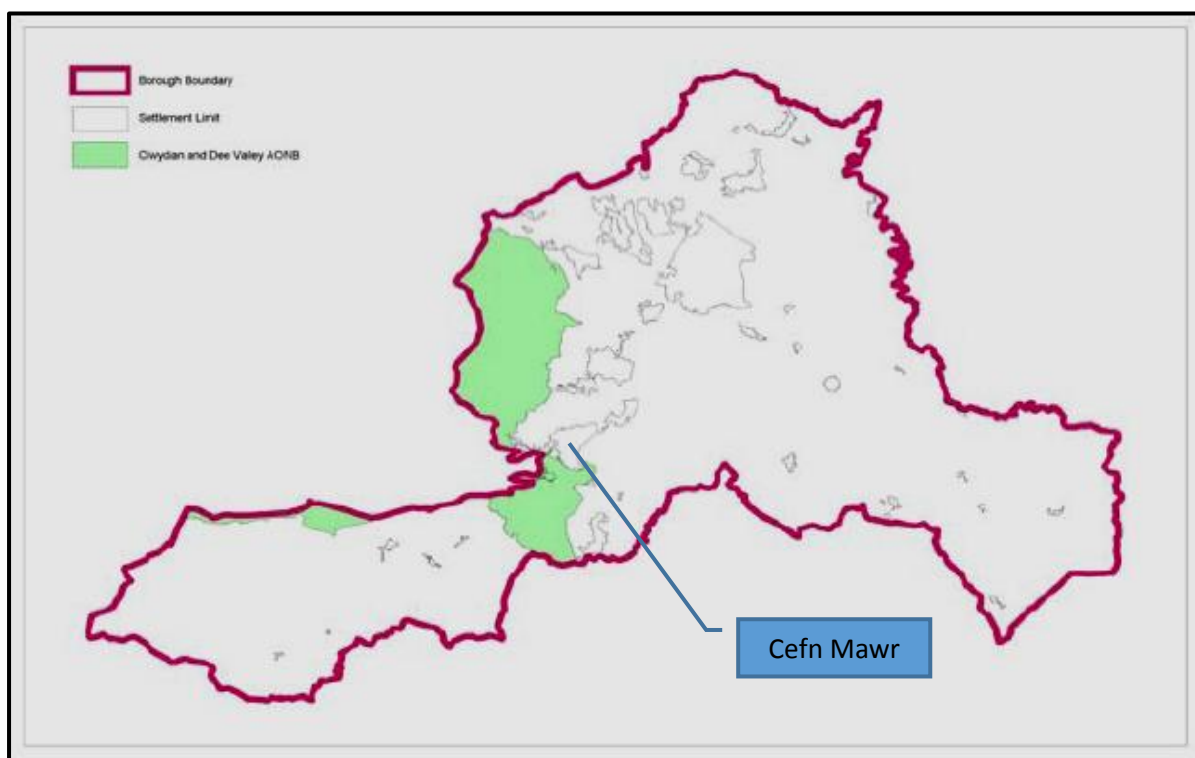 Borough Boundary
Settlement Limit
Clwydian and Dee Valley AONB
Cefn Mawr